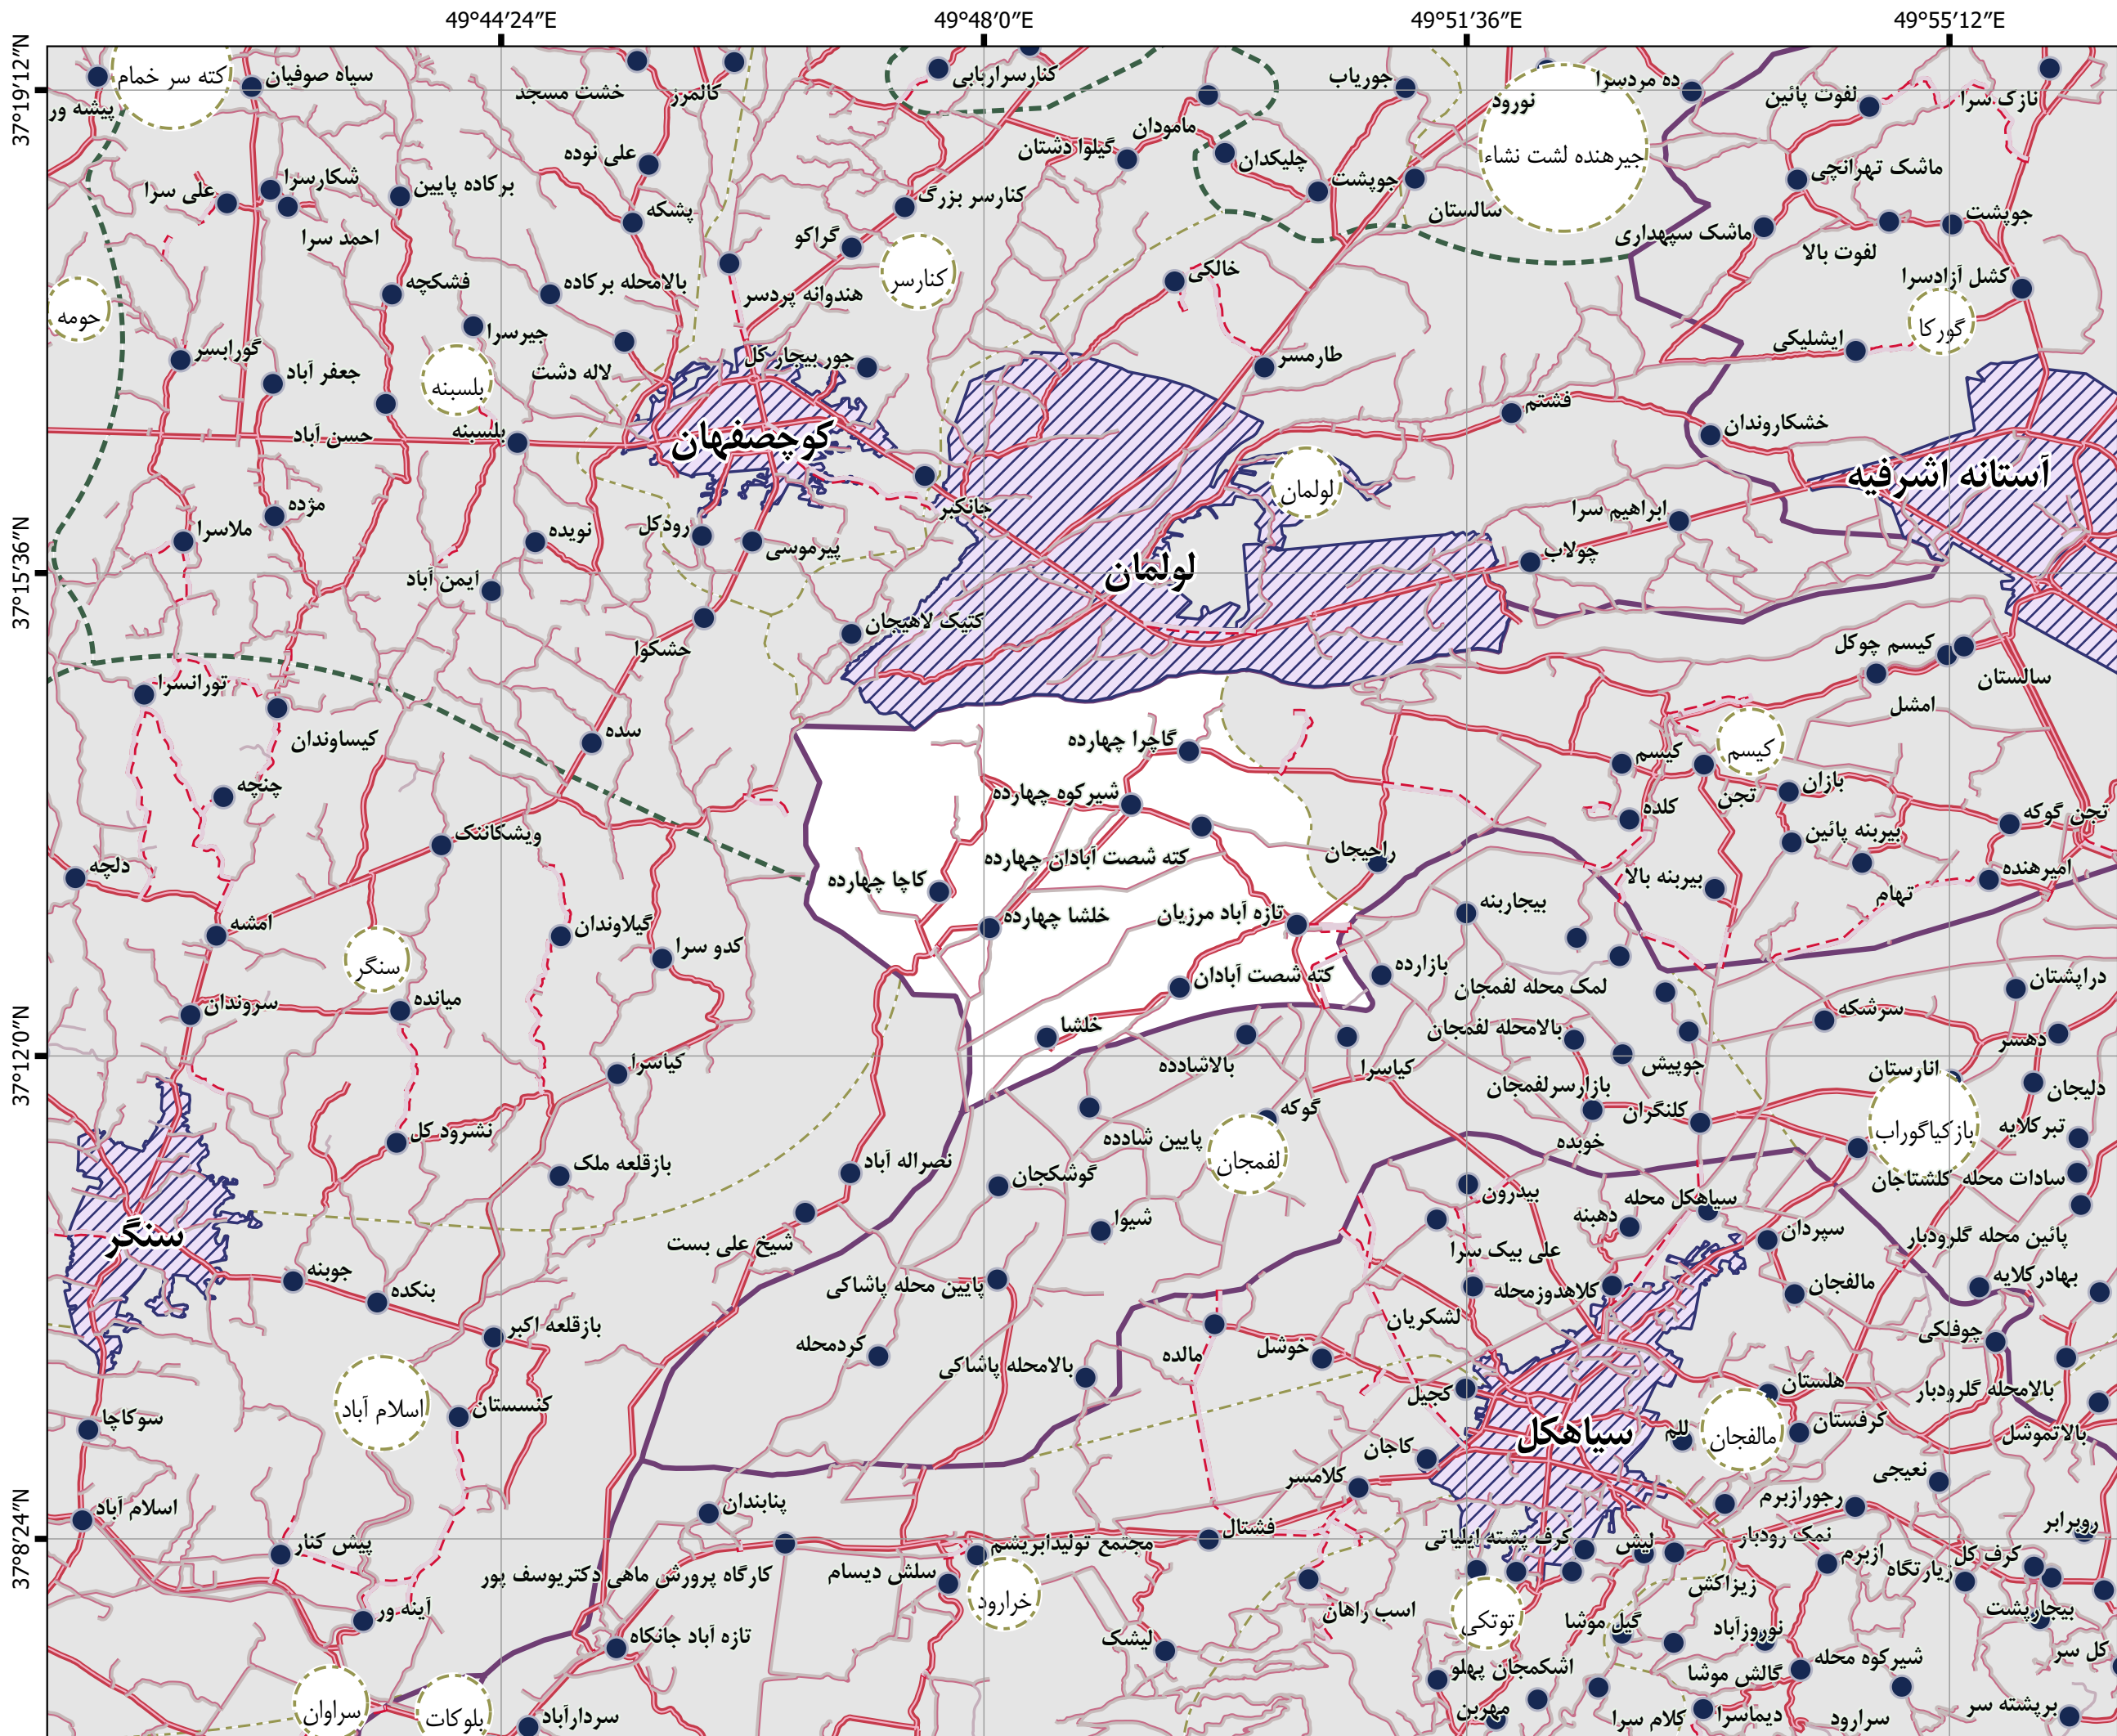 49°44′24″E
49°48′0″E
49°51′36″E
49°55′12″E
37°19′12″N
37°15′36″N
37°12′0″N
37°8′24″N
کته سر خمام
سیاه صوفیان
پیشه ور
خشت مسجد
کالمرز
کنارسراربابی
جورباب
نورود
ده مردسرا
لفوت پائین
نازک سرا
جیرهنده لشت نشاء
علی نوده
گیلوا دشتان
مامودان
چلیکدان
جوپشت
سالستان
ماشک تهرانچی
جوپشت
علی سرا
شکارسرا
احمد سرا
برکاده پایین
پشکه
گراکو
کنارسر بزرگ
ماشک سپهداری
لفوت بالا
کشل آزادسرا
حومه
فشکچه
بالامحله برکاده
هندوانه پردسر
کنارسر
خالکی
گورکا
ایشلیکی
گورابسر
جعفر آباد
جیرسرا
بلسبنه
لاله دشت
جور بیجار کل
طارمسر
فشتم
خشکاروندان
حسن آباد
بلسبنه
کوچصفهان
آستانه اشرفیه
لولمان
مژده
ملاسرا
نویده
رودکل
پیرموسی
جانکبر
لولمان
ابراهیم سرا
چولاب
ایمن آباد
خشکوا
کتیک لاهیجان
کیسم چوکل
سالستان
امشل
تورانسرا
کیساوندان
سده
گاچرا چهارده
کیسم
کیسم
چنچه
شیرکوه چهارده
کلده
تجن
بازان
تجن گوکه
ویشکاننک
کته شصت آبادان چهارده
راجیجان
بیربنه پائین
دلچه
کاچا چهارده
خلشا چهارده
تازه آباد مرزیان
بیربنه بالا
تهام
امیرهنده
امشه
گیلاوندان
کدو سرا
بیجاربنه
سنگر
میانده
سروندان
کته شصت آبادان
بازارده
لمک محله لفمجان
سرشکه
دراپشتان
خلشا
بالاشادده
کیاسرا
بالامحله لفمجان
جوپیش
دهسر
کیاسرا
گوکه
بازارسرلفمجان
کلنگران
انارستان
دلیجان
نشرود کل
پایین شادده
لفمجان
خوبده
بازکیاگوراب
تبرکلایه
بازقلعه ملک
نصراله آباد
گوشکجان
بیدرون
سیاهکل محله
سادات محله کلشتاجان
سنگر
شیخ علی بست
شیوا
علی بیک سرا
دهبنه
سپردان
پائین محله گلرودبار
جوبنه
بنکده
پایین محله پاشاکی
کلاهدوزمحله
مالفجان
بهادرکلایه
بازقلعه اکبر
کردمحله
بالامحله پاشاکی
مالده
خوشل
لشکریان
چوفلکی
اسلام آباد
کنسستان
کجیل
هلستان
بالامحله گلرودبار
سوکاچا
سیاهکل
للم
مالفجان
کرفستان
بالاتموشل
کاجان
نعیجی
اسلام آباد
پنابندان
کلامسر
رجورازبرم
روبرابر
پیش کنار
مجتمع تولیدابریشم
فشتال
کرف پشته ایلیاتی
لیش
نمک رودبار
ازبرم
کرف کل
کارگاه پرورش ماهی دکتریوسف پور
سلش دیسام
خرارود
زیارتگاه
زیزاکش
آینه ور
اسب راهان
توتکی
گیل موشا
نوروزآباد
بیجارپشت
تازه آباد جانکاه
لیشک
اشکمجان پهلو
گالش موشا
شیرکوه محله
کل سر
سراوان
بلوکات
سردارآباد
مهربن
کلام سرا
دیماسرا
سرارود
برپشته سر